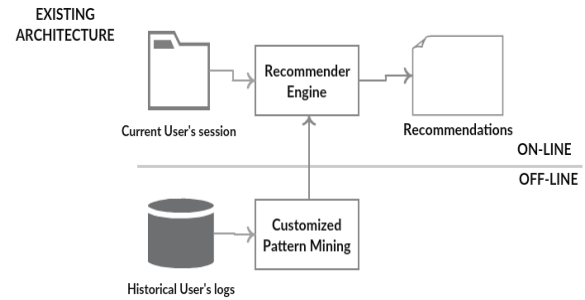 EXISTING
ARCHITECTURE
Recommender
Engine
Current User's session
Recommendations
ON-LINE
OFF-LINE
Customized
Pattern Mining
Historical User's logs